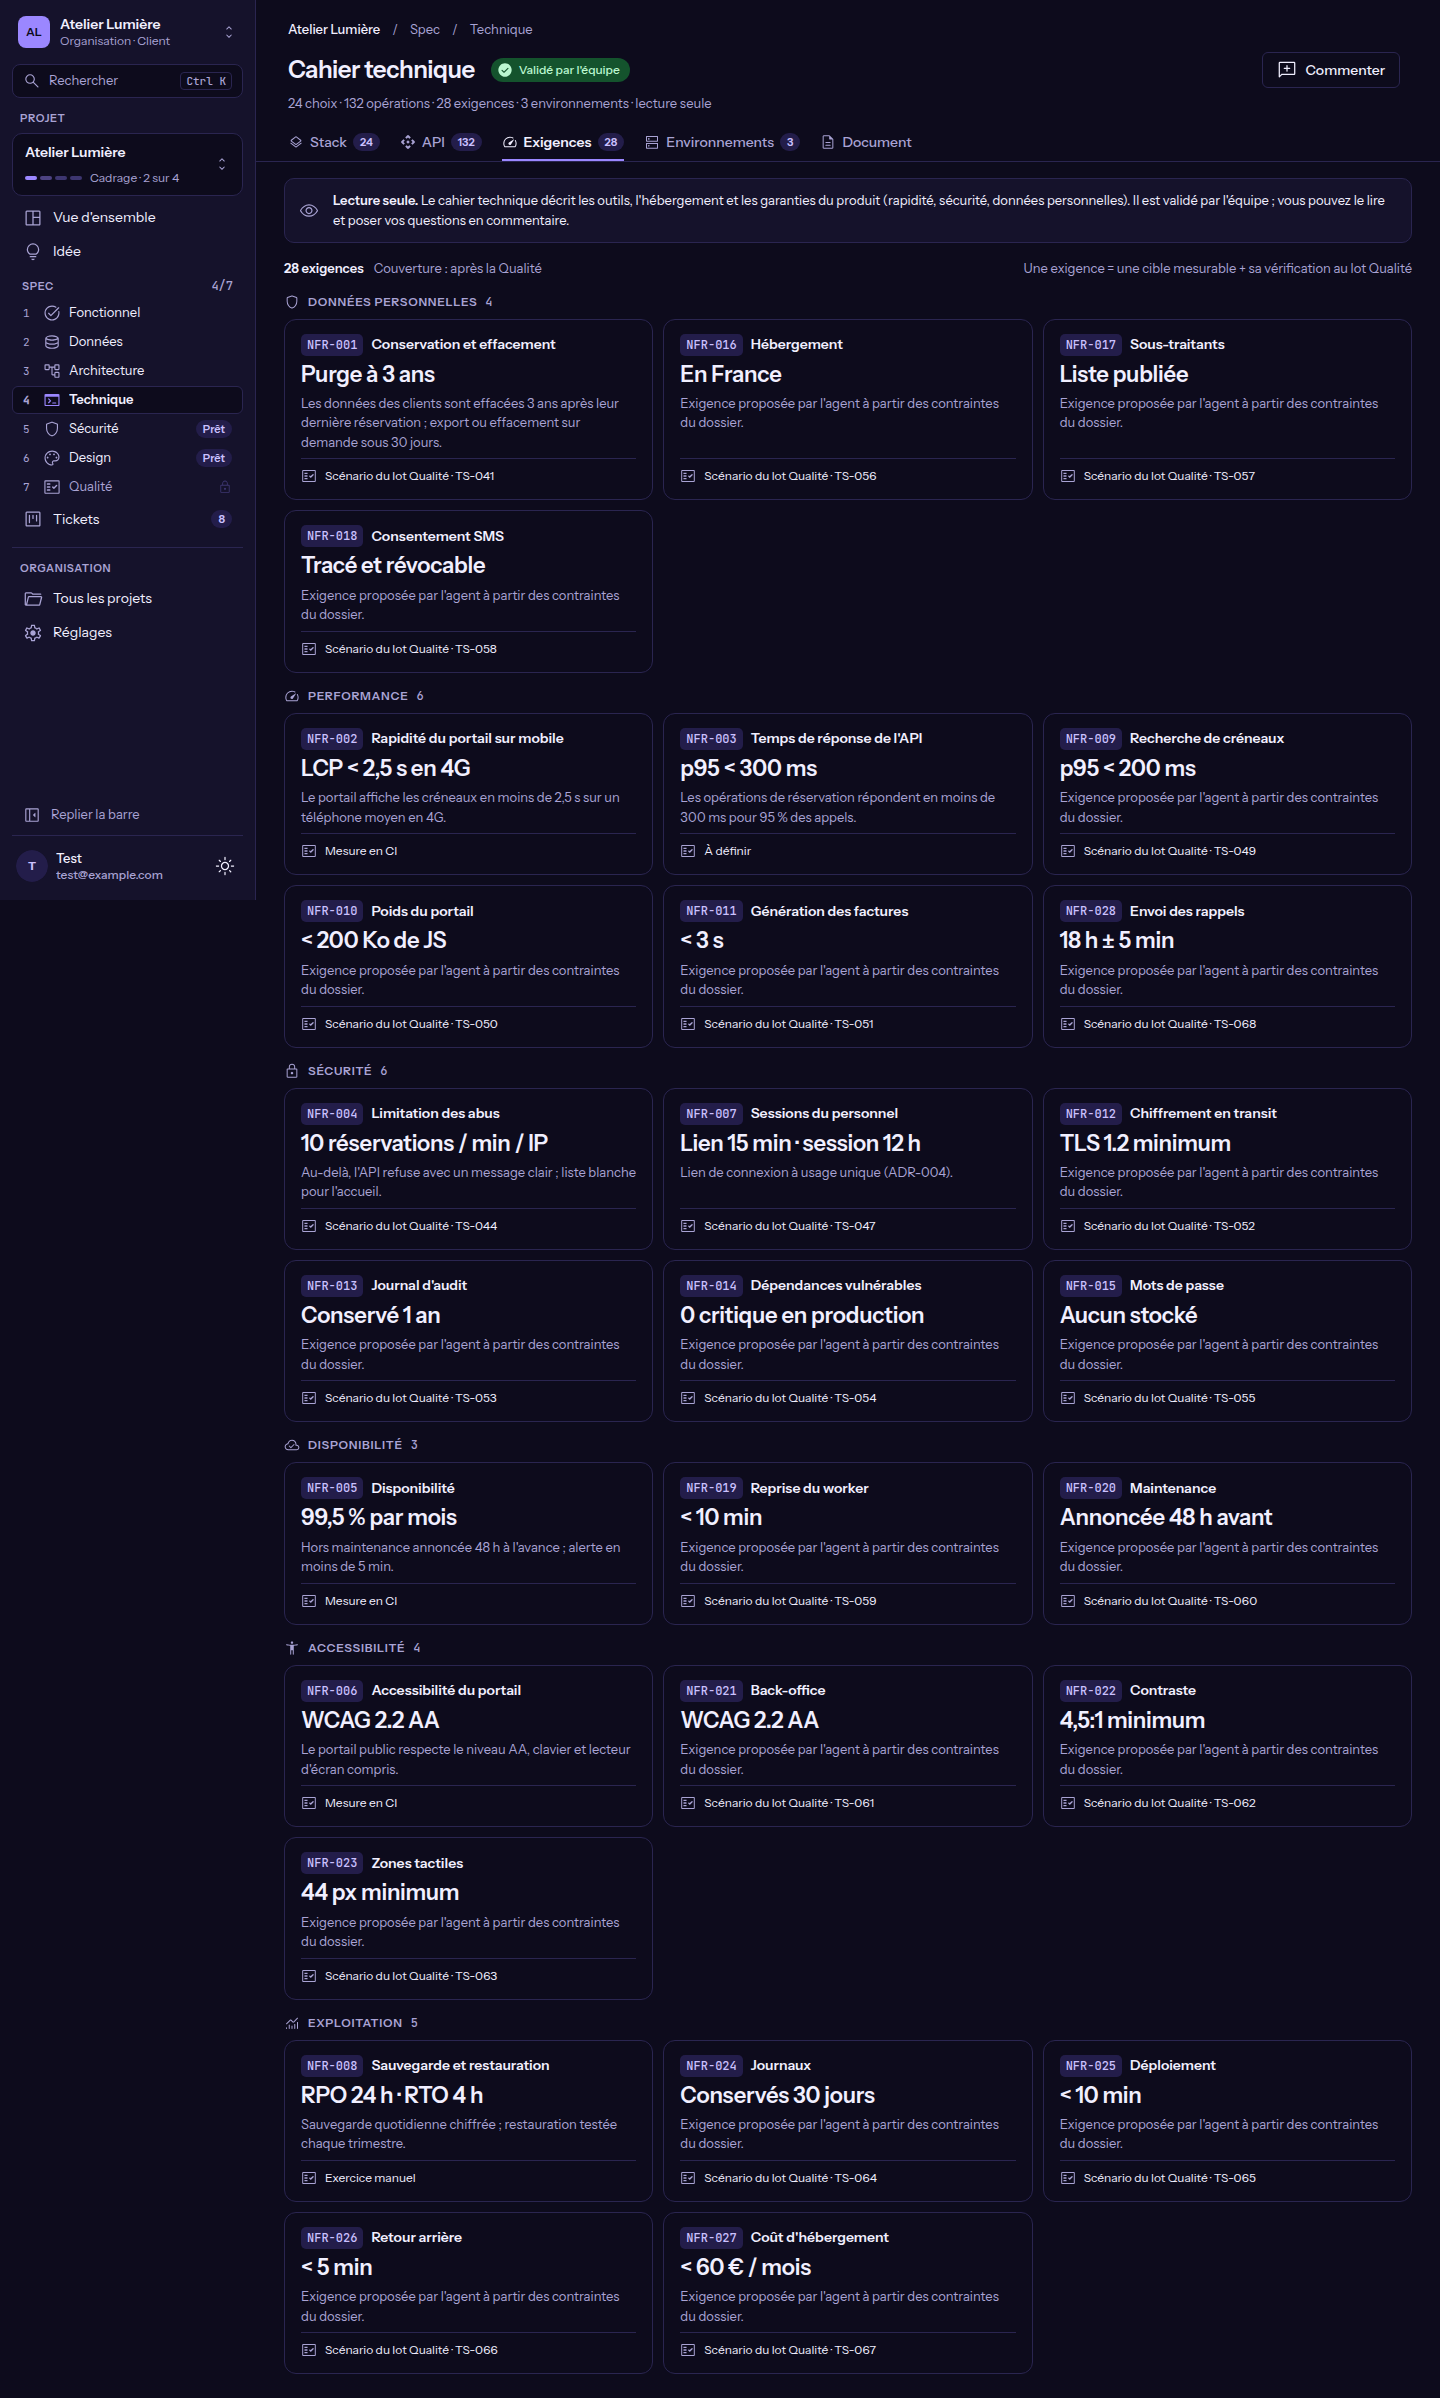 AL
Atelier Lumière
Organisation · Client
Rechercher
Ctrl K
PROJET
Atelier Lumière
Cadrage · 2 sur 4
Vue d'ensemble
Idée
SPEC 4/7
1 Fonctionnel
2 Données
3 Architecture
4 Technique
5 Sécurité Prêt
6 Design Prêt
7 Qualité
Tickets 8
ORGANISATION
Tous les projets
Réglages
Replier la barre
T
Test
test@example.com
Atelier Lumière / Spec / Technique
Cahier technique
Validé par l'équipe
Commenter
24 choix · 132 opérations · 28 exigences · 3 environnements · lecture seule
Stack 24 API 132 Exigences 28 Environnements 3 Document
Lecture seule. Le cahier technique décrit les outils, l'hébergement et les garanties du produit (rapidité, sécurité, données personnelles). Il est validé par l'équipe ; vous pouvez le lire
et poser vos questions en commentaire.
28 exigences Couverture : après la Qualité
Une exigence = une cible mesurable + sa vérification au lot Qualité
DONNÉES PERSONNELLES 4
NFR-001 Conservation et effacement
Purge à 3 ans
Les données des clients sont effacées 3 ans après leur
dernière réservation ; export ou effacement sur
demande sous 30 jours.
Scénario du lot Qualité · TS-041
NFR-016 Hébergement
En France
Exigence proposée par l'agent à partir des contraintes
du dossier.
Scénario du lot Qualité · TS-056
NFR-017 Sous-traitants
Liste publiée
Exigence proposée par l'agent à partir des contraintes
du dossier.
Scénario du lot Qualité · TS-057
NFR-018 Consentement SMS
Tracé et révocable
Exigence proposée par l'agent à partir des contraintes
du dossier.
Scénario du lot Qualité · TS-058
PERFORMANCE 6
NFR-002 Rapidité du portail sur mobile
LCP < 2,5 s en 4G
Le portail affiche les créneaux en moins de 2,5 s sur un
téléphone moyen en 4G.
Mesure en CI
NFR-003 Temps de réponse de l'API
p95 < 300 ms
Les opérations de réservation répondent en moins de
300 ms pour 95 % des appels.
À définir
NFR-009 Recherche de créneaux
p95 < 200 ms
Exigence proposée par l'agent à partir des contraintes
du dossier.
Scénario du lot Qualité · TS-049
NFR-010 Poids du portail
< 200 Ko de JS
Exigence proposée par l'agent à partir des contraintes
du dossier.
Scénario du lot Qualité · TS-050
NFR-011 Génération des factures
< 3 s
Exigence proposée par l'agent à partir des contraintes
du dossier.
Scénario du lot Qualité · TS-051
NFR-028 Envoi des rappels
18 h ± 5 min
Exigence proposée par l'agent à partir des contraintes
du dossier.
Scénario du lot Qualité · TS-068
SÉCURITÉ 6
NFR-004 Limitation des abus
10 réservations / min / IP
Au-delà, l'API refuse avec un message clair ; liste blanche
pour l'accueil.
Scénario du lot Qualité · TS-044
NFR-007 Sessions du personnel
Lien 15 min · session 12 h
Lien de connexion à usage unique (ADR-004).
Scénario du lot Qualité · TS-047
NFR-012 Chiffrement en transit
TLS 1.2 minimum
Exigence proposée par l'agent à partir des contraintes
du dossier.
Scénario du lot Qualité · TS-052
NFR-013 Journal d'audit
Conservé 1 an
Exigence proposée par l'agent à partir des contraintes
du dossier.
Scénario du lot Qualité · TS-053
NFR-014 Dépendances vulnérables
0 critique en production
Exigence proposée par l'agent à partir des contraintes
du dossier.
Scénario du lot Qualité · TS-054
NFR-015 Mots de passe
Aucun stocké
Exigence proposée par l'agent à partir des contraintes
du dossier.
Scénario du lot Qualité · TS-055
DISPONIBILITÉ 3
NFR-005 Disponibilité
99,5 % par mois
Hors maintenance annoncée 48 h à l'avance ; alerte en
moins de 5 min.
Mesure en CI
NFR-019 Reprise du worker
< 10 min
Exigence proposée par l'agent à partir des contraintes
du dossier.
Scénario du lot Qualité · TS-059
NFR-020 Maintenance
Annoncée 48 h avant
Exigence proposée par l'agent à partir des contraintes
du dossier.
Scénario du lot Qualité · TS-060
ACCESSIBILITÉ 4
NFR-006 Accessibilité du portail
WCAG 2.2 AA
Le portail public respecte le niveau AA, clavier et lecteur
d'écran compris.
Mesure en CI
NFR-021 Back-office
WCAG 2.2 AA
Exigence proposée par l'agent à partir des contraintes
du dossier.
Scénario du lot Qualité · TS-061
NFR-022 Contraste
4,5:1 minimum
Exigence proposée par l'agent à partir des contraintes
du dossier.
Scénario du lot Qualité · TS-062
NFR-023 Zones tactiles
44 px minimum
Exigence proposée par l'agent à partir des contraintes
du dossier.
Scénario du lot Qualité · TS-063
EXPLOITATION 5
NFR-008 Sauvegarde et restauration
RPO 24 h · RTO 4 h
Sauvegarde quotidienne chiffrée ; restauration testée
chaque trimestre.
Exercice manuel
NFR-024 Journaux
Conservés 30 jours
Exigence proposée par l'agent à partir des contraintes
du dossier.
Scénario du lot Qualité · TS-064
NFR-025 Déploiement
< 10 min
Exigence proposée par l'agent à partir des contraintes
du dossier.
Scénario du lot Qualité · TS-065
NFR-026 Retour arrière
< 5 min
Exigence proposée par l'agent à partir des contraintes
du dossier.
Scénario du lot Qualité · TS-066
NFR-027 Coût d'hébergement
< 60 € / mois
Exigence proposée par l'agent à partir des contraintes
du dossier.
Scénario du lot Qualité · TS-067